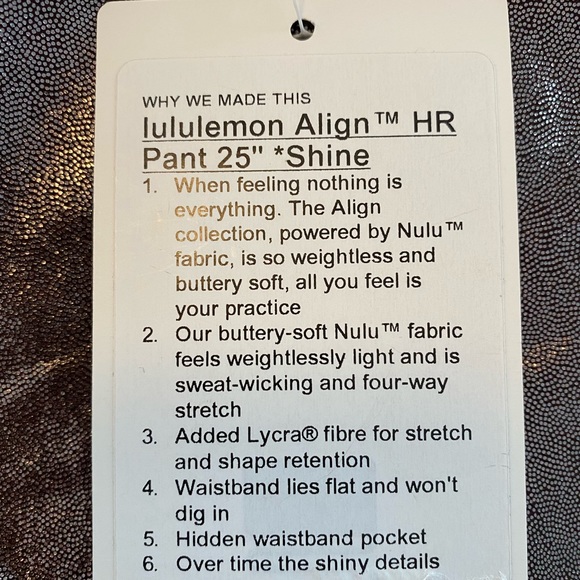 WHY WE MADE THIS
lululemon Align™ HR
Pant 25" *Shine
1. When feeling nothing is
everything. The Align
collection, powered by Nulu™
fabric, is so weightless and
buttery soft, all you feel is
your practice
2. Our buttery-soft Nulu™ fabric
feels weightlessly light and is
sweat-wicking and four-way
stretch
3. Added Lycra® fibre for stretch
and shape retention
4. Waistband lies flat and won't
dig in
5. Hidden waistband pocket
6. Over time the shiny details